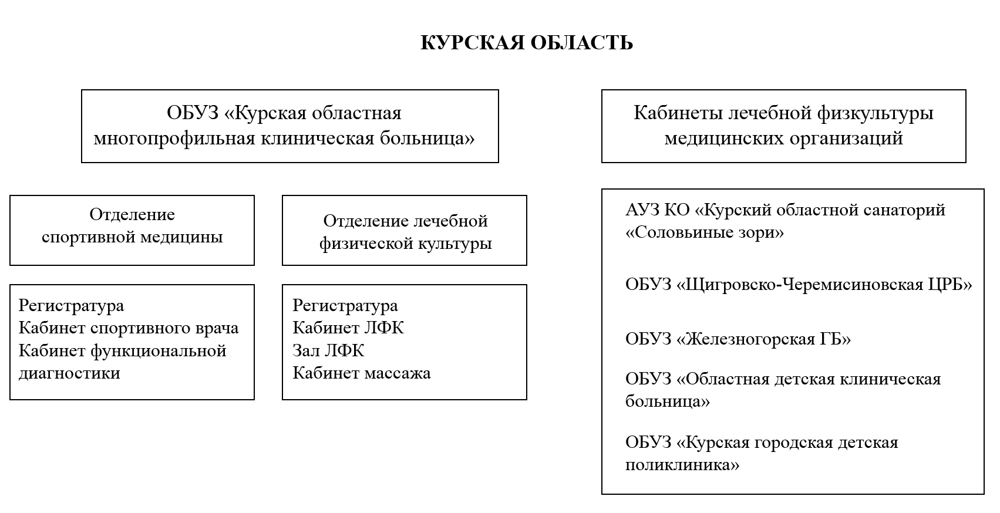 КУРСКАЯ ОБЛАСТЬ
ОБУЗ «Курская областная
многопрофильная клиническая больница»
Отделение
спортивной медицины
Регистратура
Кабинет спортивного врача
Кабинет функциональной
диагностики
Отделение лечебной
физической культуры
Регистратура
Кабинет ЛФК
Зал ЛФК
Кабинет массажа
Кабинеты лечебной физкультуры
медицинских организаций
АУЗ КО «Курский областной санаторий
«Соловьиные зори»
ОБУЗ «Щигровско-Черемисиновская ЦРБ»
ОБУЗ «Железногорская ГБ»
ОБУЗ «Областная детская клиническая
больница»
ОБУЗ «Курская городская детская
поликлиника»